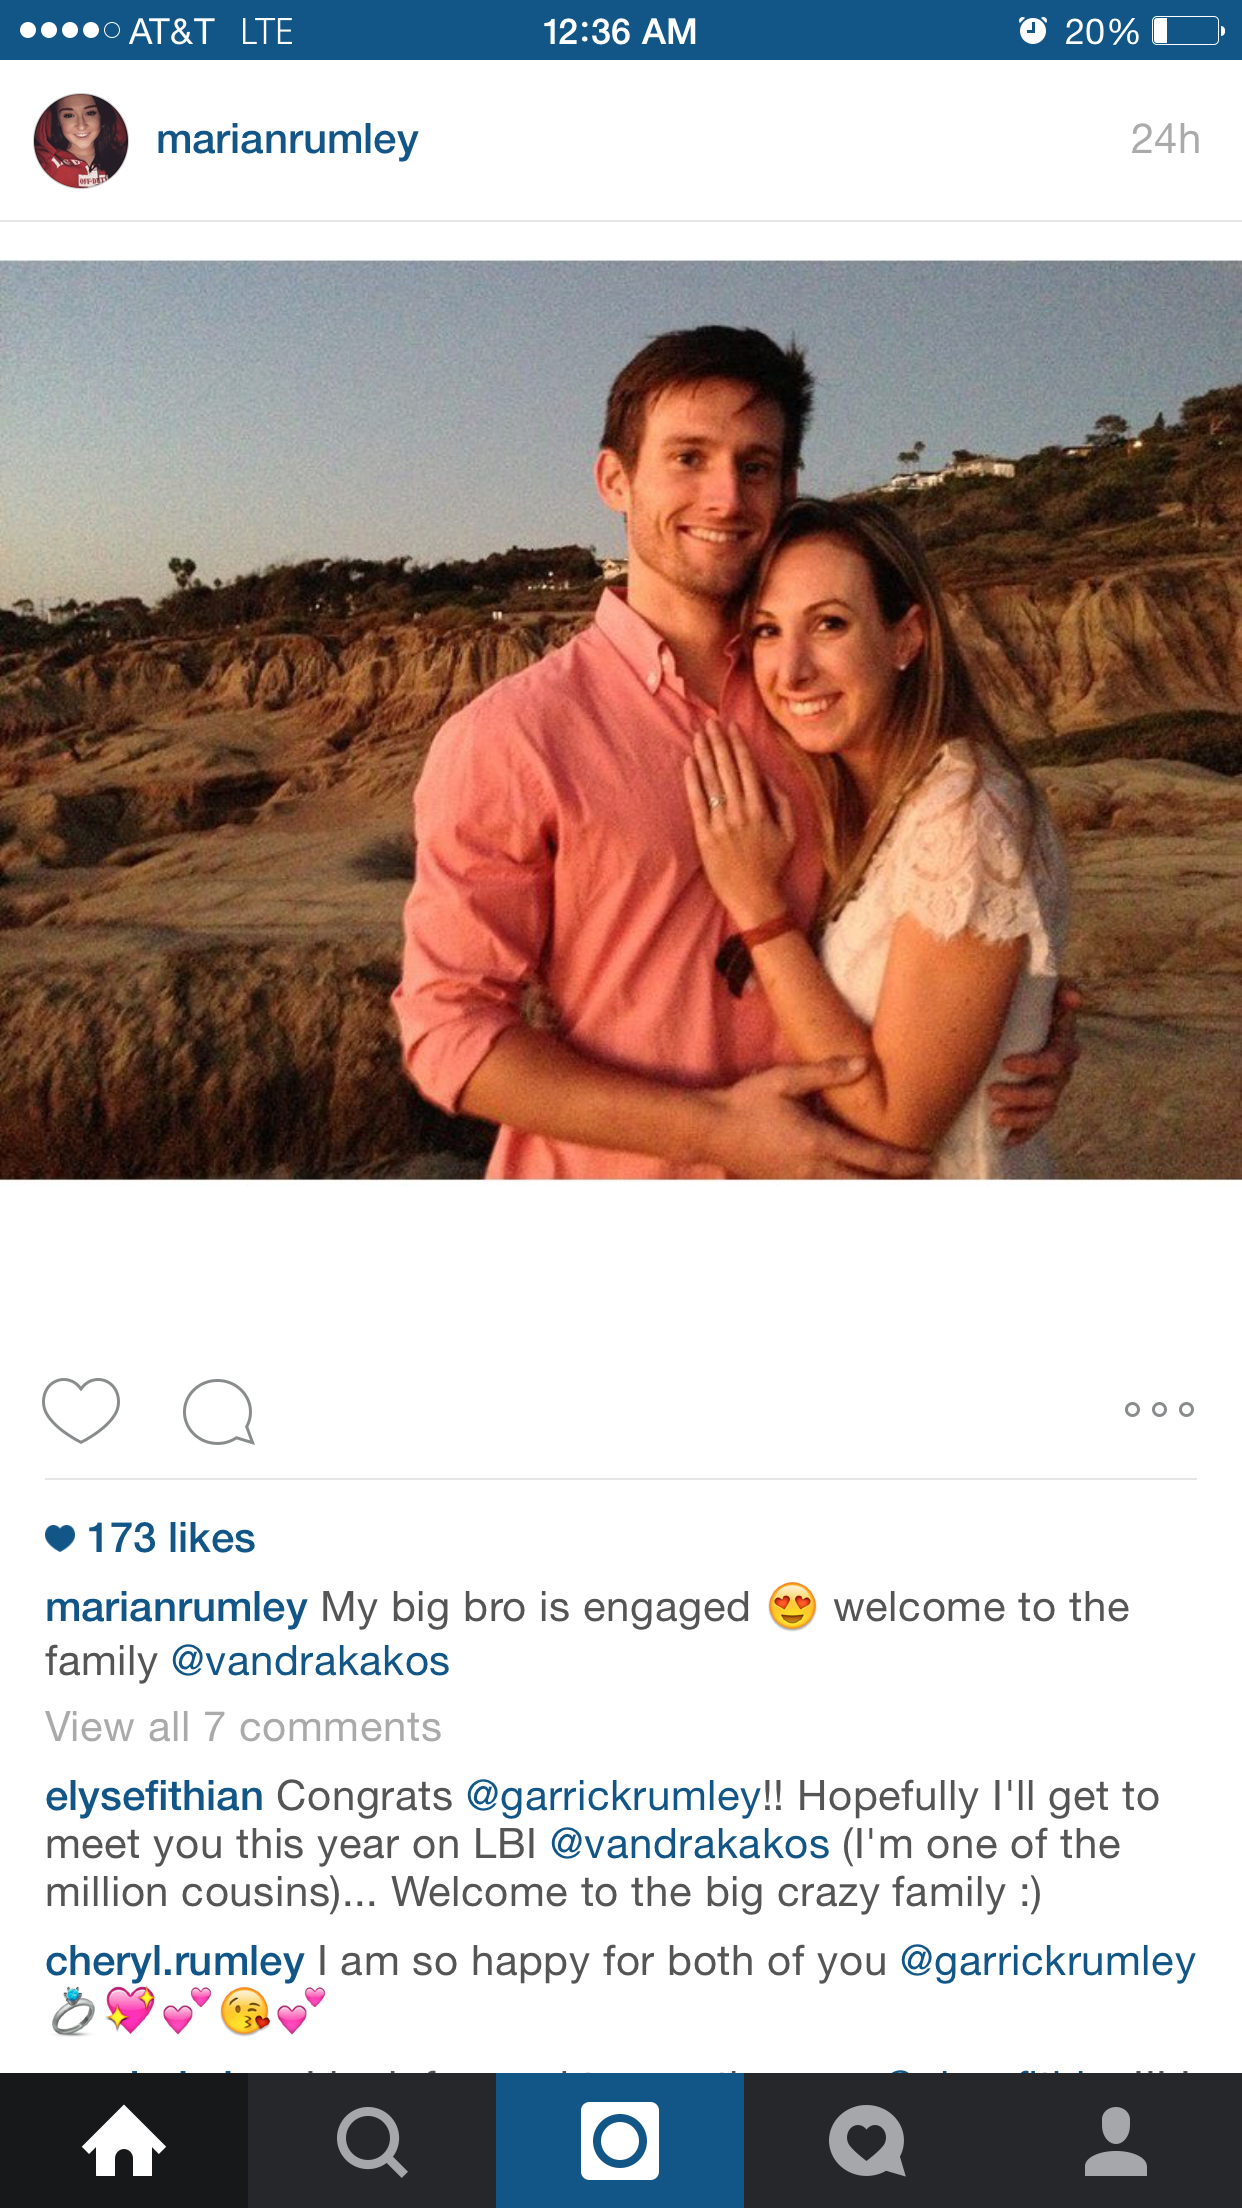 AT&T LTE 12:36 AM 20%
marianrumley 24h
173 likes
marianrumley My big bro is engaged 😍 welcome to the
family @vandrakakos
View all 7 comments
elysefithian Congrats @garrickrumley!! Hopefully I'll get to
meet you this year on LBI @vandrakakos (I'm one of the
million cousins)... Welcome to the big crazy family :)
cheryl.rumley I am so happy for both of you @garrickrumley
💍💖💕😘💕